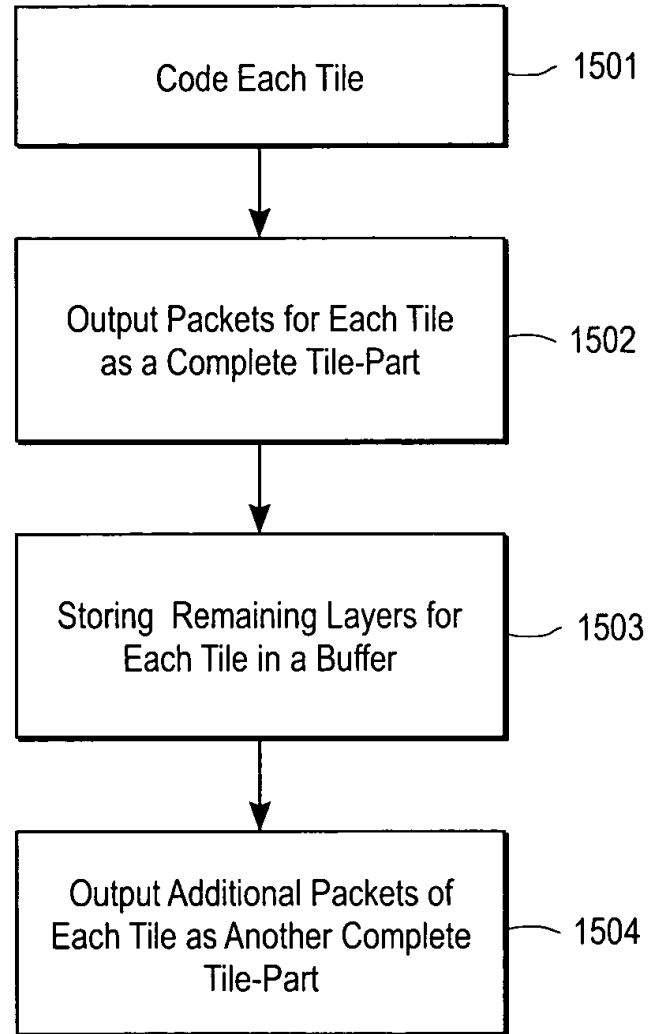 Code Each Tile
1501
Output Packets for Each Tile
as a Complete Tile-Part
1502
Storing Remaining Layers for
Each Tile in a Buffer
1503
Output Additional Packets of
Each Tile as Another Complete
Tile-Part
1504